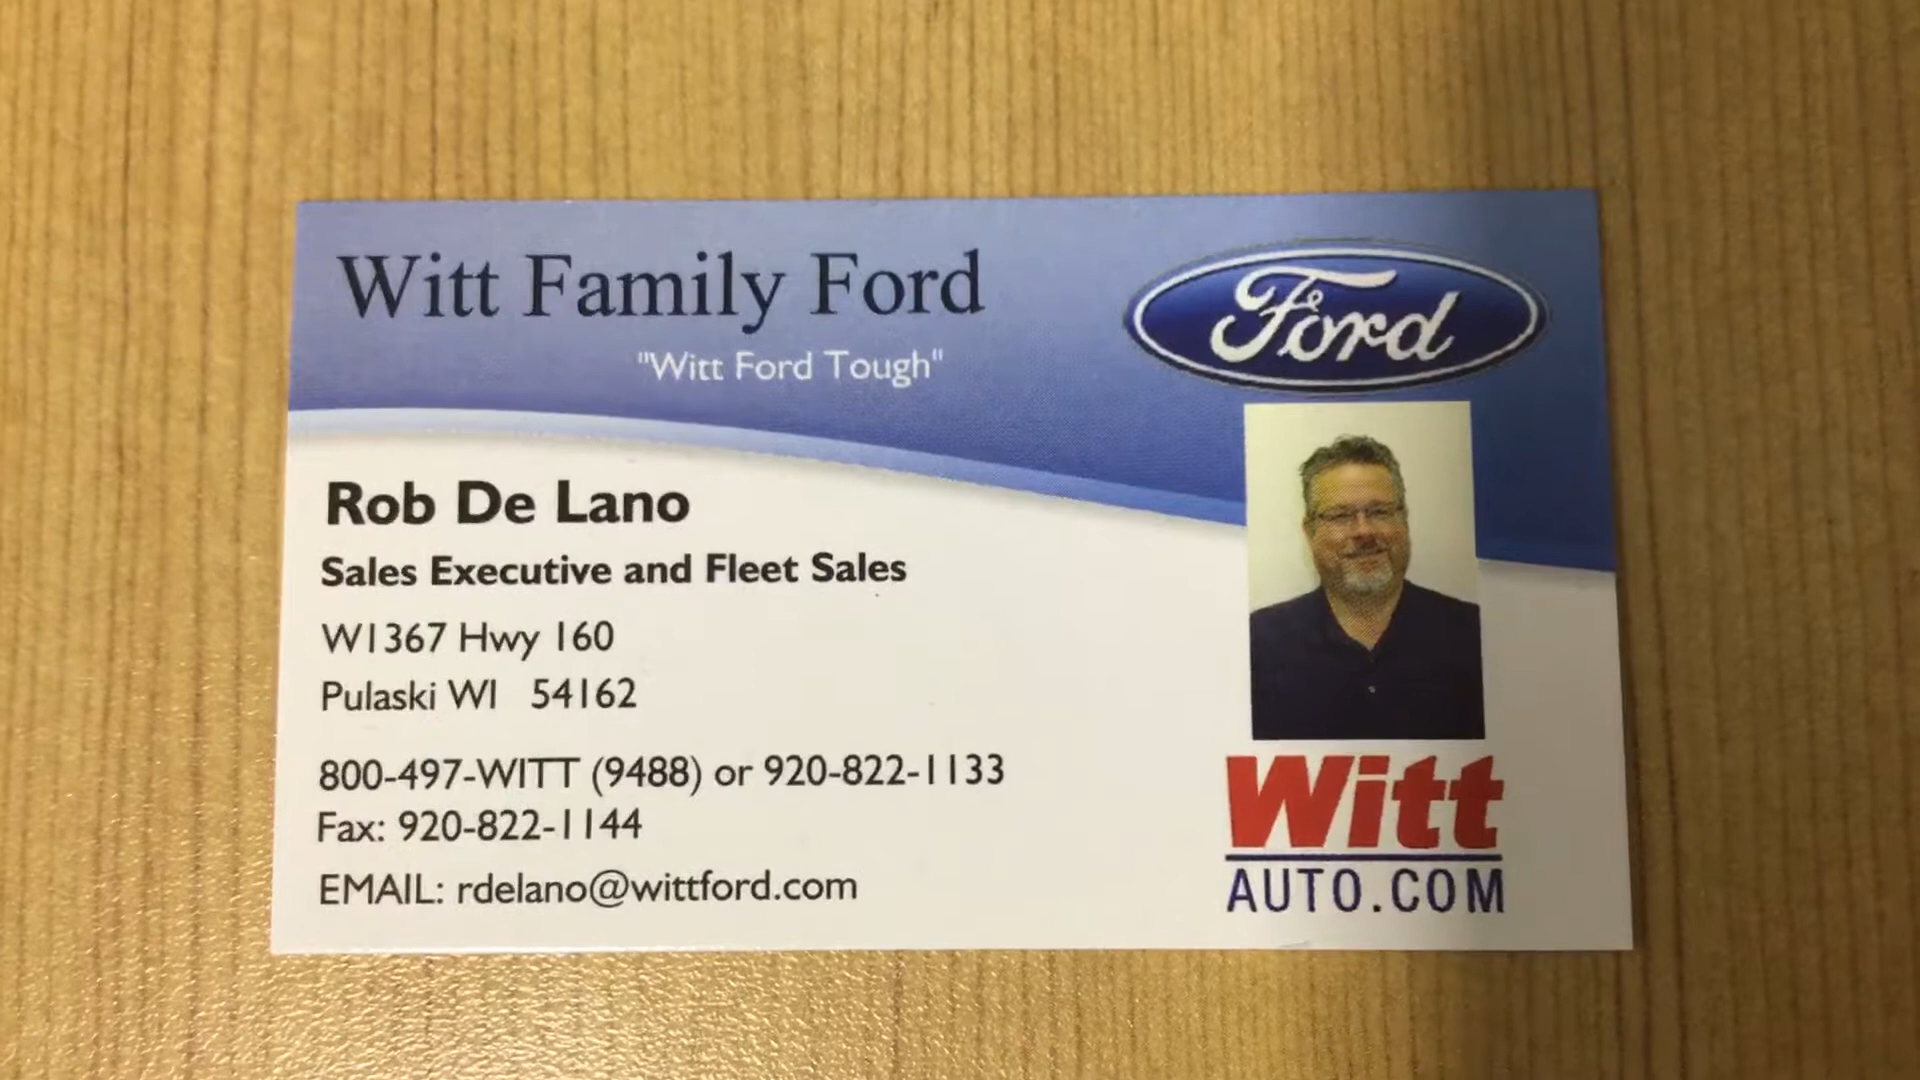 Witt Family Ford
"Witt Ford Tough"
Ford
Rob De Lano
Sales Executive and Fleet Sales
W1367 Hwy 160
Pulaski WI 54162
800-497-WITT (9488) or 920-822-1133
Fax: 920-822-1144
EMAIL: rdelano@wittford.com
Witt
AUTO.COM